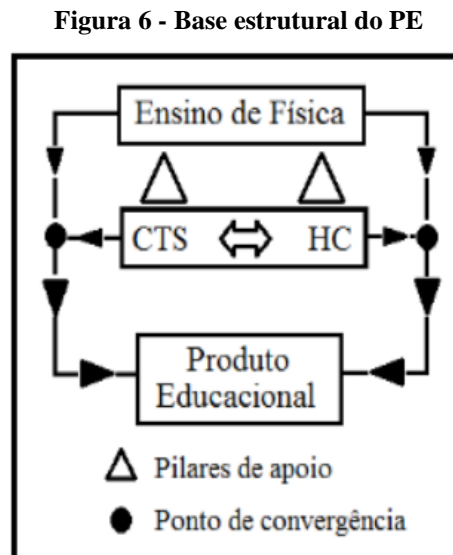 Figura 6 - Base estrutural do PE
Ensino de Física
CTS HC
Produto
Educacional
Pilares de apoio
Ponto de convergência